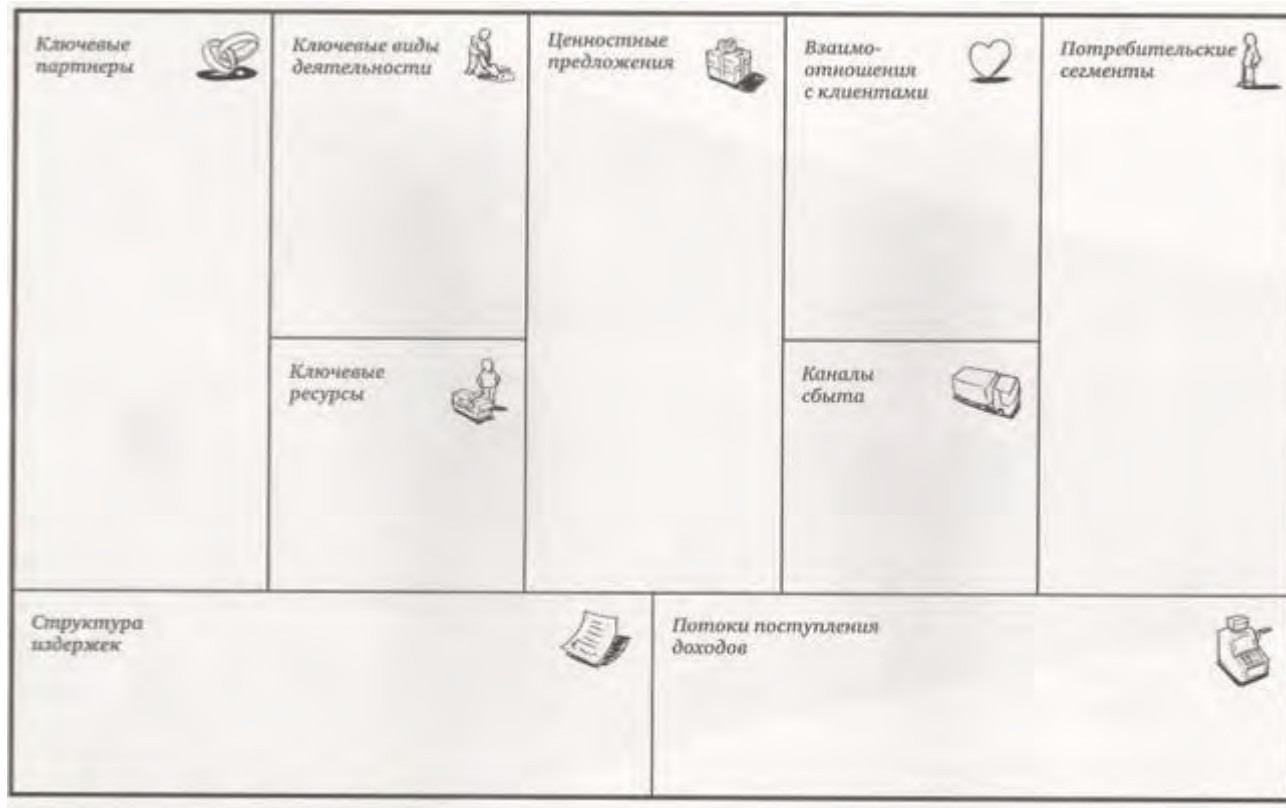 Ключевые
партнеры
Ключевые виды
деятельности
Ключевые
ресурсы
Ценностные
предложения
Взаимо-
отношения
с клиентами
Каналы
сбыта
Потребительские
сегменты
Структура
издержек
Потоки поступления
доходов